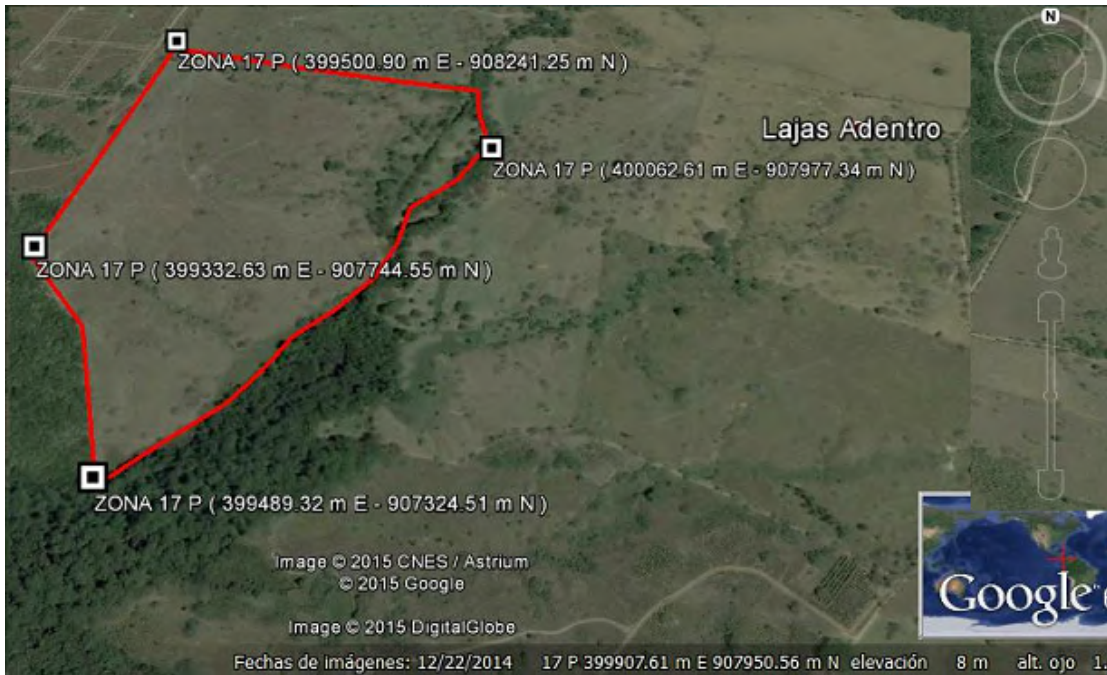 N
ZONA 17 P ( 399500.90 m E - 908241.25 m N )
Lajas Adentro
ZONA 17 P ( 400062.61 m E - 907977.34 m N )
ZONA 17 P ( 399332.63 m E - 907744.55 m N )
ZONA 17 P ( 399489.32 m E - 907324.51 m N )
Image © 2015 CNES / Astrium
© 2015 Google
Image © 2015 DigitalGlobe
Google
Fechas de imágenes: 12/22/2014 17 P 399907.61 m E 907950.56 m N elevación 8 m alt. ojo 1.